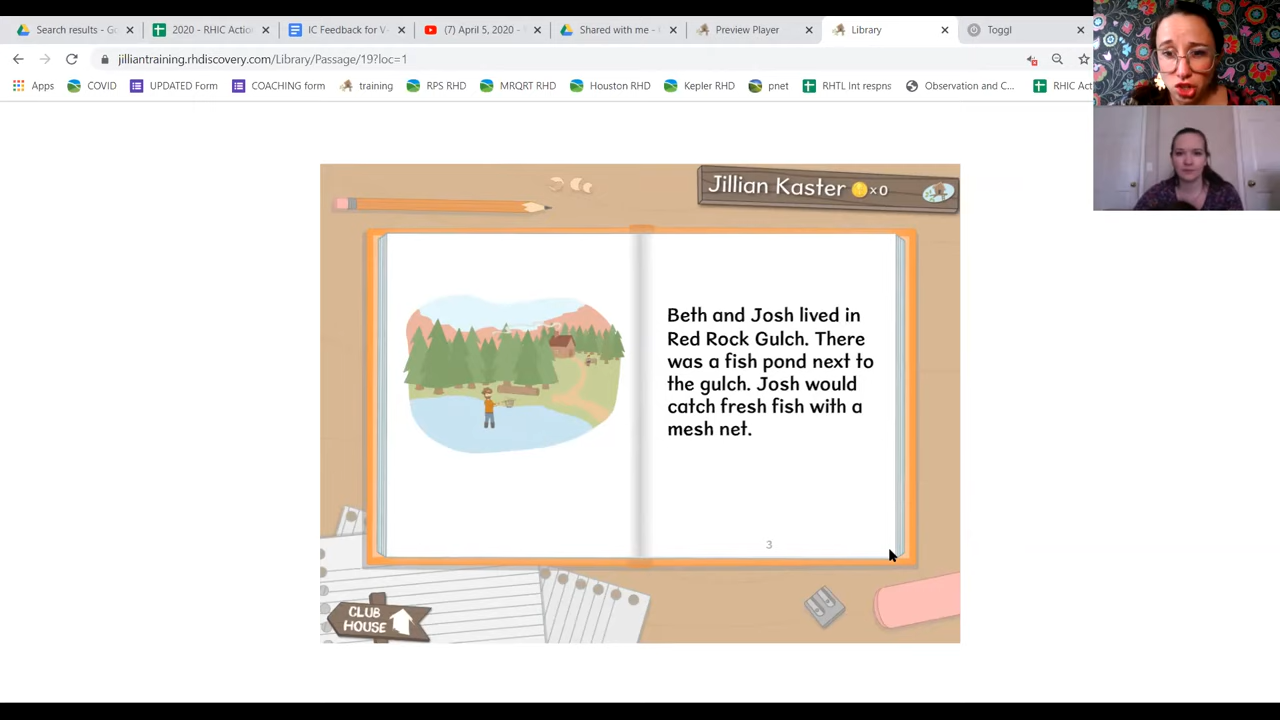 Search results - Go
2020 - RHIC Action
IC Feedback for V
(7) April 5, 2020 - Y
Shared with me - G
Preview Player
Library
Toggl
jilliantraining.rhdiscovery.com/Library/Passage/19?loc=1
Apps
COVID
UPDATED Form
COACHING form
training
RPS RHD
MRQRT RHD
Houston RHD
Kepler RHD
pnet
RHTL Int respns
Observation and C...
RHIC Act
Jillian Kaster ×0
Beth and Josh lived in
Red Rock Gulch. There
was a fish pond next to
the gulch. Josh would
catch fresh fish with a
mesh net.
3
CLUB
HOUSE